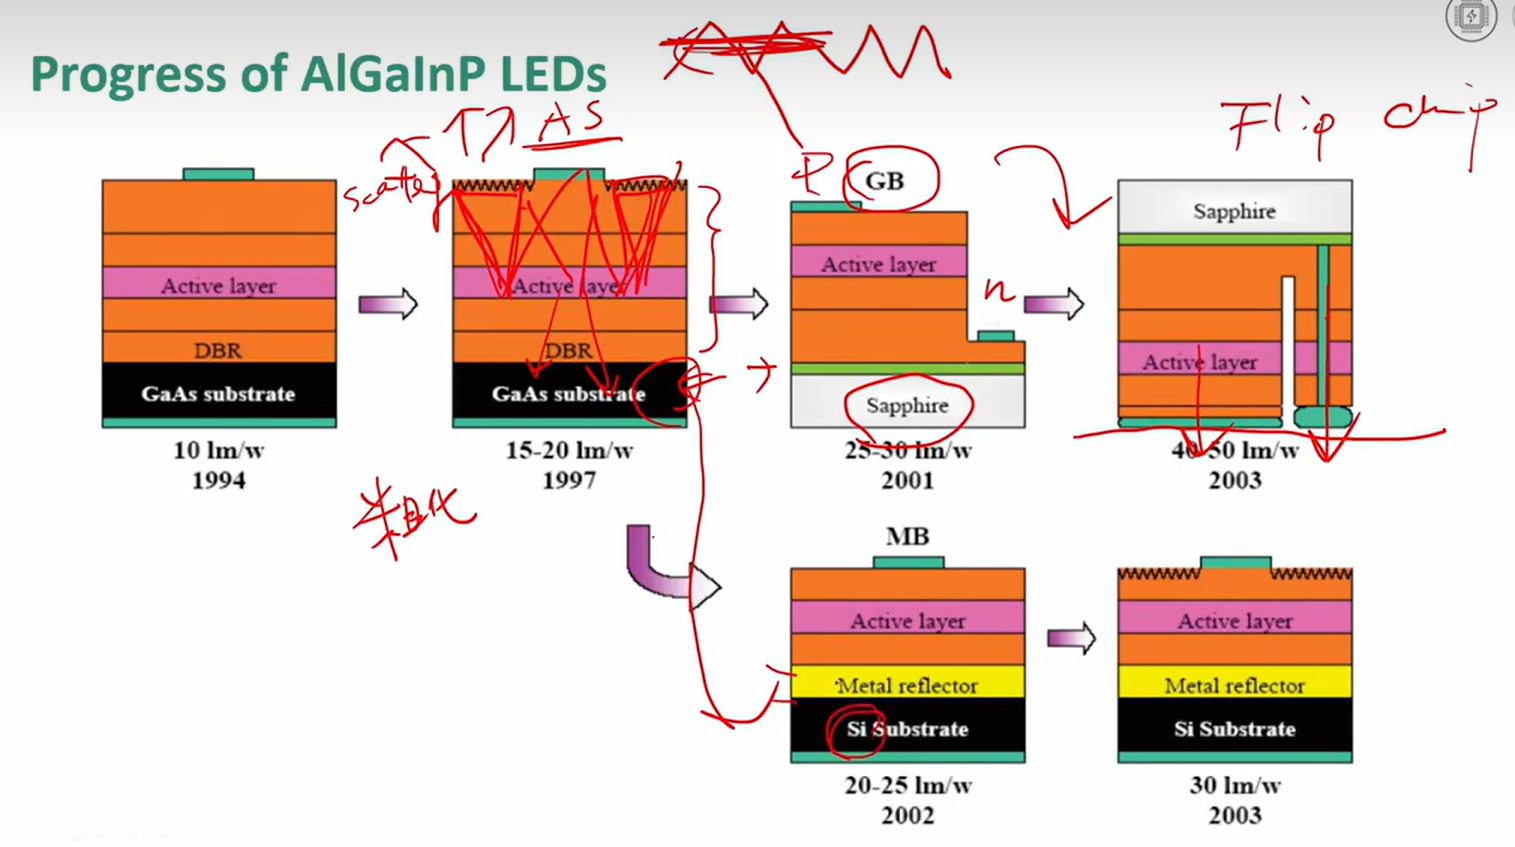 Progress of AlGaInP LEDs
AS
Flip chip
P
GB
n
Active layer
DBR
GaAs substrate
10 lm/w
1994
Active layer
DBR
GaAs substrate
15-20 lm/w
1997
Active layer
Sapphire
25-30 lm/w
2001
Sapphire
Active layer
40-50 lm/w
2003
粗化
MB
Active layer
Metal reflector
Si Substrate
20-25 lm/w
2002
Active layer
Metal reflector
Si Substrate
30 lm/w
2003